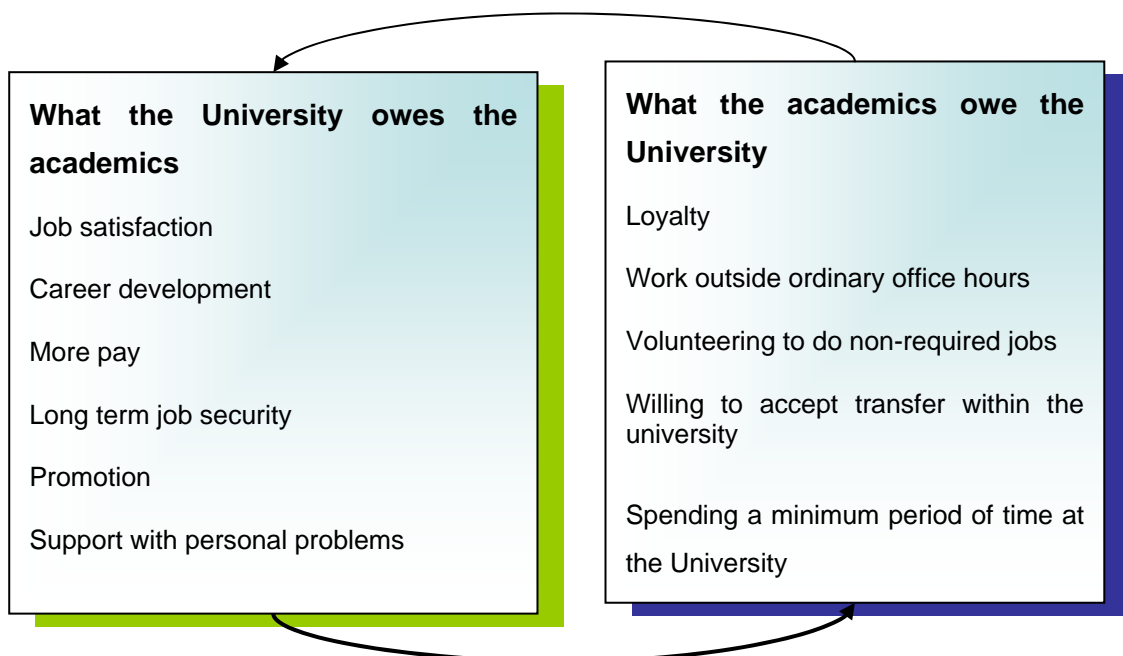 What the University owes the
academics
Job satisfaction
Career development
More pay
Long term job security
Promotion
Support with personal problems
What the academics owe the
University
Loyalty
Work outside ordinary office hours
Volunteering to do non-required jobs
Willing to accept transfer within the
university
Spending a minimum period of time at
the University